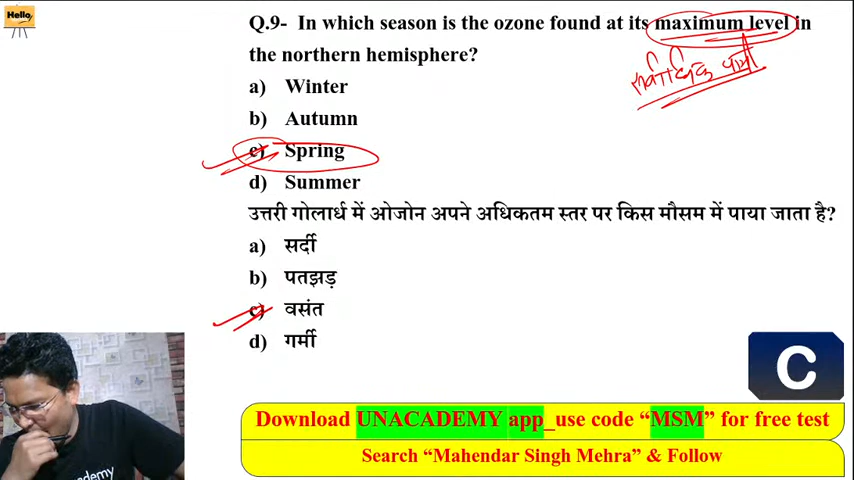 Hello
Q.9- In which season is the ozone found at its maximum level in
the northern hemisphere?
a) Winter
b) Autumn
c) Spring
d) Summer
उत्तरी गोलार्ध में ओजोन अपने अधिकतम स्तर पर किस मौसम में पाया जाता है?
a) सर्दी
b) पतझड़
c) वसंत
d) गर्मी
C
Download UNACADEMY app_use code “MSM” for free test
Search “Mahendar Singh Mehra” & Follow